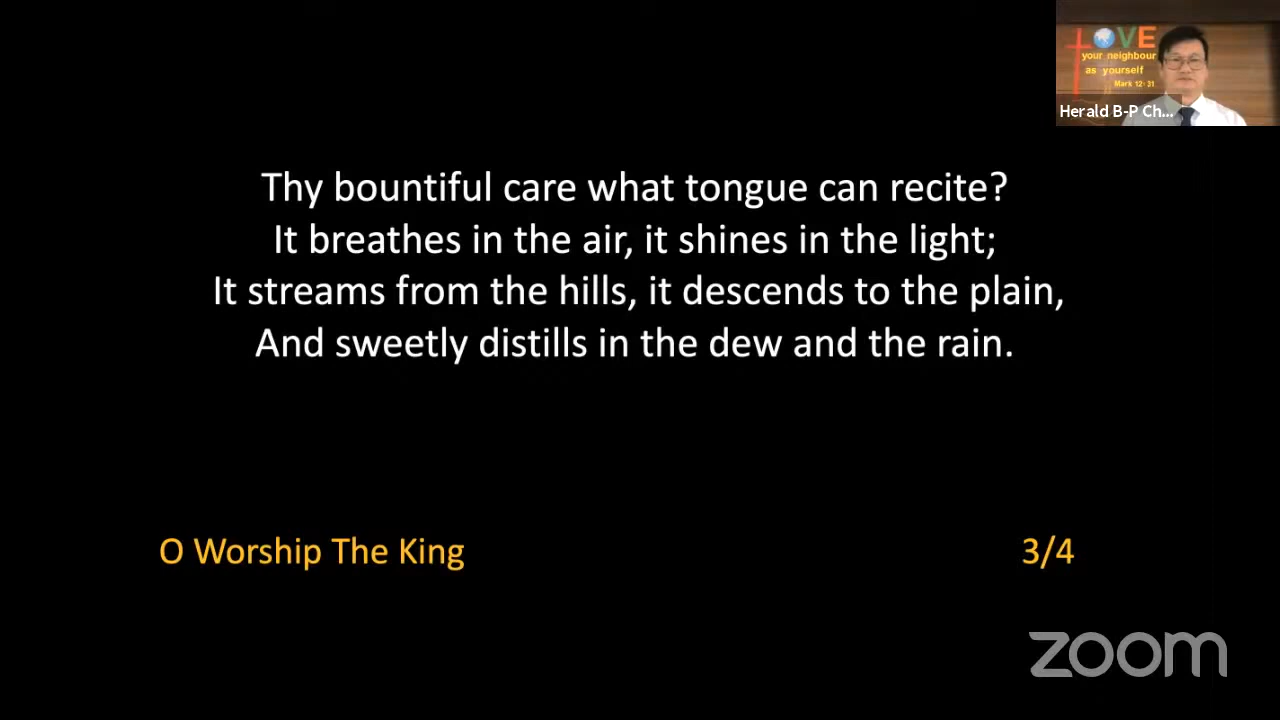 LOVE
your neighbour
as yourself
Mark 12:31
Herald B-P Ch...
Thy bountiful care what tongue can recite?
It breathes in the air, it shines in the light;
It streams from the hills, it descends to the plain,
And sweetly distills in the dew and the rain.
O Worship The King 3/4
zoom